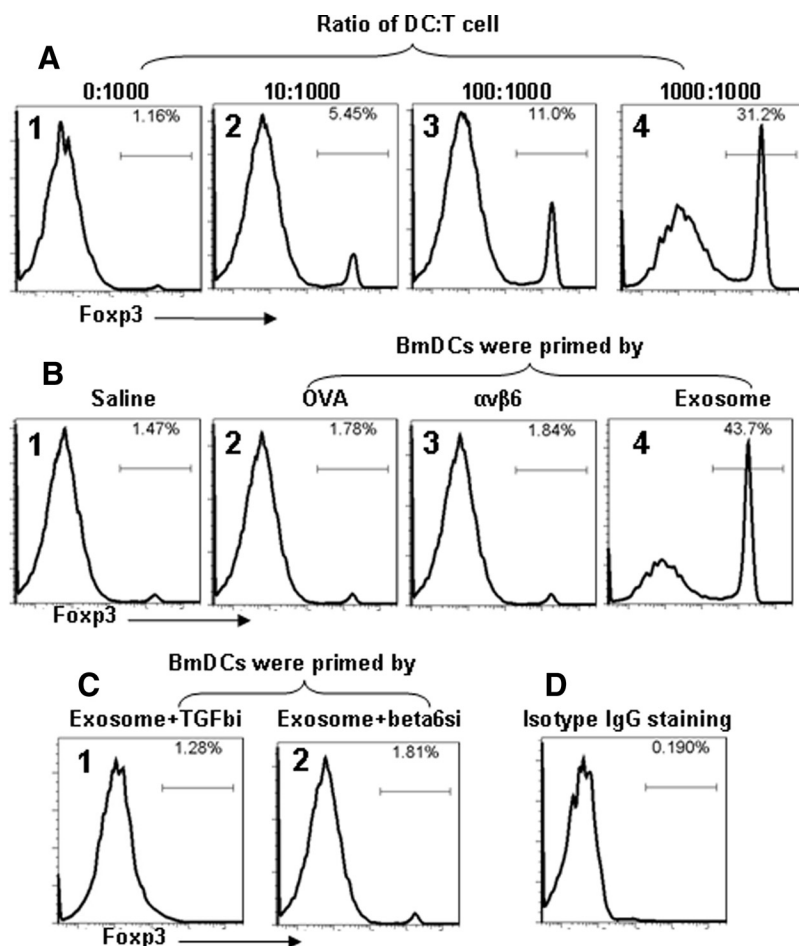 Ratio of DC:T cell
A
0:1000 10:1000 100:1000 1000:1000
1 1.16% 2 5.45% 3 11.0% 4 31.2%
Foxp3
BmDCs were primed by
B
Saline OVA αvβ6 Exosome
1 1.47% 2 1.78% 3 1.84% 4 43.7%
Foxp3
BmDCs were primed by
C D
Exosome+TGFbi Exosome+beta6si Isotype IgG staining
1 1.28% 2 1.81% 0.190%
Foxp3